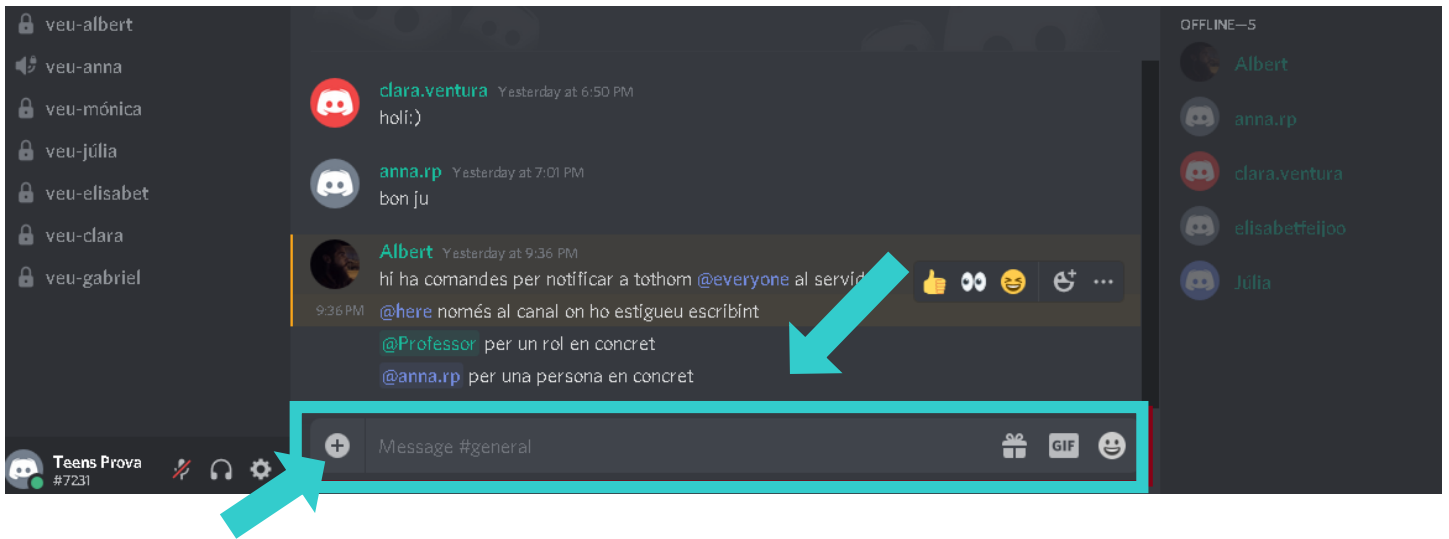 veu-albert
veu-anna
veu-mónica
veu-júlia
veu-elisabet
veu-clara
veu-gabriel
Teens Prova
#7231
clara.ventura Yesterday at 6:50 PM
holi:)
anna.rp Yesterday at 7:01 PM
bon ju
Albert Yesterday at 9:36 PM
hi ha comandes per notificar a tothom @everyone al
9:36 PM @here només al canal on ho estigueu escribint
@Professor per un rol en concret
@anna.rp per una persona en concret
Message #general
GIF
OFFLINE—5
Albert
anna.rp
clara.ventura
elisabetfeijoo
Júlia